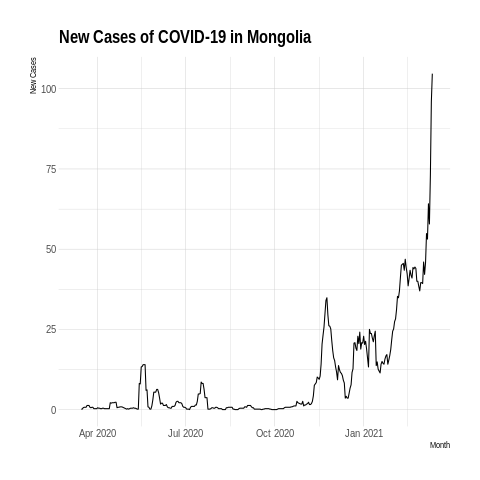 New Cases of COVID-19 in Mongolia
New Cases
100
75
50
25
0
Apr 2020 Jul 2020 Oct 2020 Jan 2021
Month